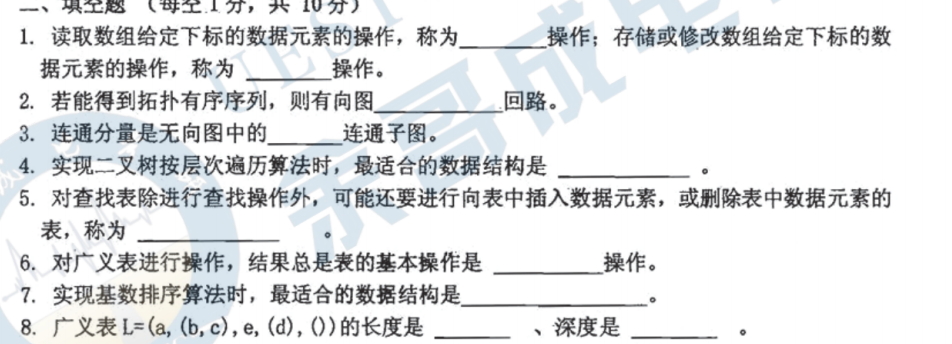 二、填空题 (每空1分，共 10分)
1. 读取数组给定下标的数据元素的操作，称为________操作；存储或修改数组给定下标的数
据元素的操作，称为 ________操作。
2. 若能得到拓扑有序序列，则有向图____________回路。
3. 连通分量是无向图中的_______连通子图。
4. 实现二叉树按层次遍历算法时，最适合的数据结构是 ____________ 。
5. 对查找表除进行查找操作外，可能还要进行向表中插入数据元素，或删除表中数据元素的
表，称为 _____________ 。
6. 对广义表进行操作，结果总是表的基本操作是 __________操作。
7. 实现基数排序算法时，最适合的数据结构是_________________。
8. 广义表 L=(a, (b, c), e, (d), ())的长度是 _______ 、深度是 _______ 。
UEST
示哥成电